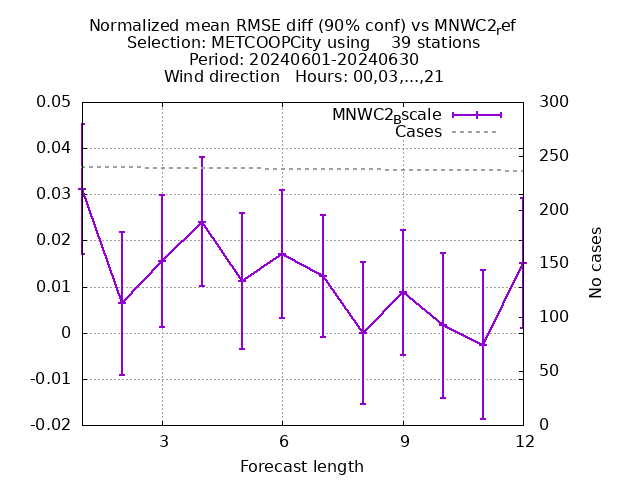 Normalized mean RMSE diff (90% conf) vs MNWC2ref
Selection: METCOOPCity using 39 stations
Period: 20240601-20240630
Wind direction Hours: 00,03,...,21
MNWC2Bscale
Cases
0.05
0.04
0.03
0.02
0.01
0
-0.01
-0.02
300
250
200
150
100
50
0
No cases
3
6
9
12
Forecast length